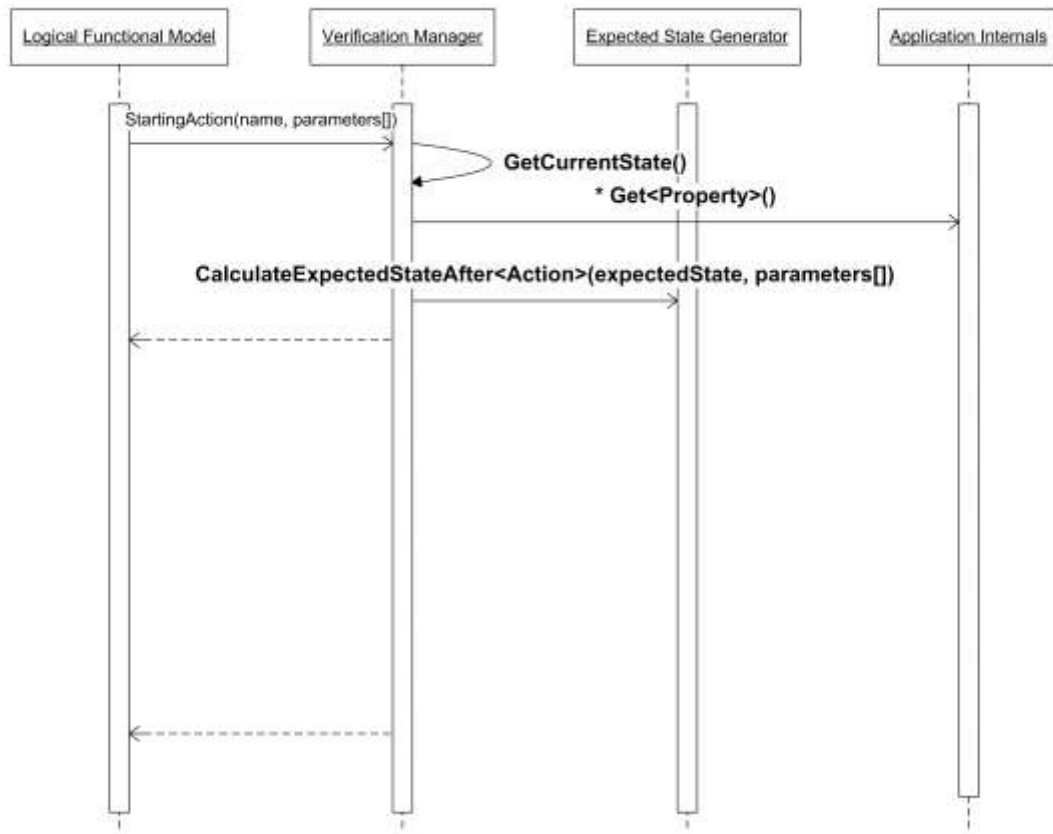 Logical Functional Model
Verification Manager
Expected State Generator
Application Internals
StartingAction(name, parameters[])
GetCurrentState()
* Get<Property>()
CalculateExpectedStateAfter<Action>(expectedState, parameters[])